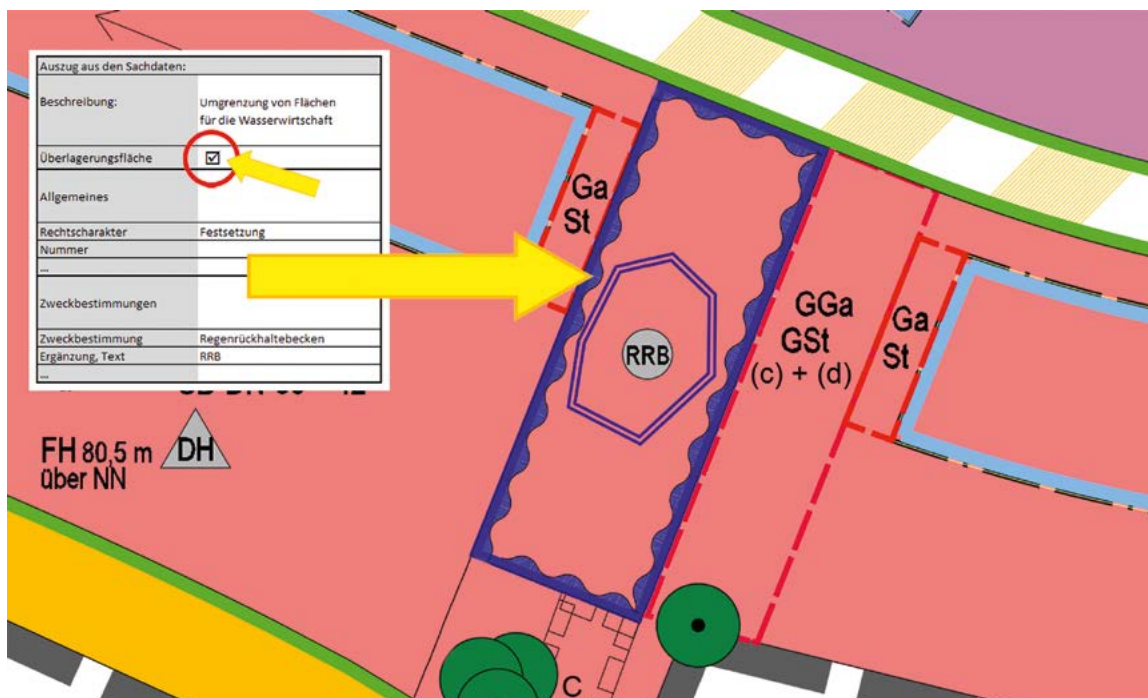 Auszug aus den Sachdaten:
Beschreibung: Umgrenzung von Flächen
für die Wasserwirtschaft
Überlagerungsfläche
Allgemeines
Rechtscharakter Festsetzung
Nummer
...
Zweckbestimmungen
Zweckbestimmung Regenrückhaltebecken
Ergänzung, Text RRB
...
FH 80,5 m
über NN
DH
Ga
St
RRB
GGa
GSt
(c) + (d)
Ga
St
C